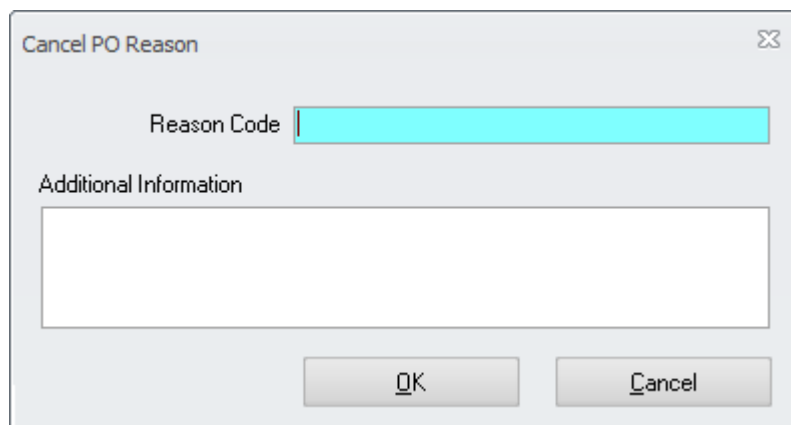 Cancel PO Reason
Reason Code
Additional Information
OK Cancel